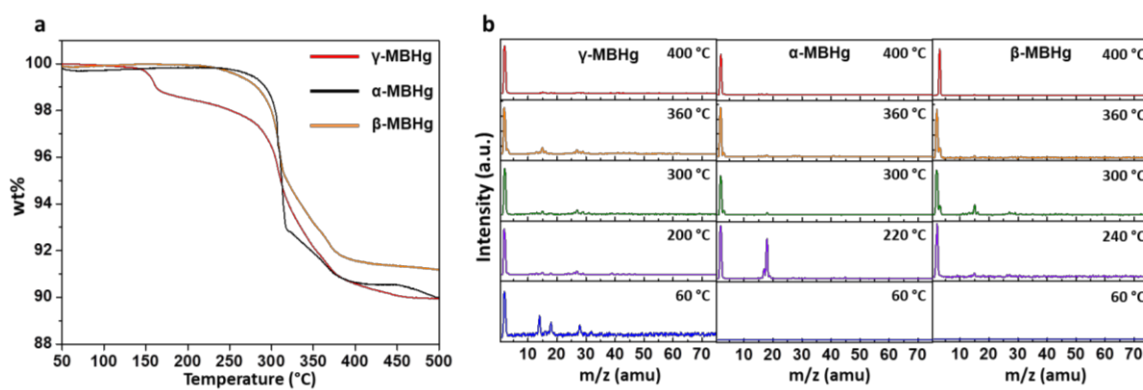 a
100
98
96
94
92
90
88
wt%
50 100 150 200 250 300 350 400 450 500
Temperature (°C)
γ-MBHg
α-MBHg
β-MBHg
b
Intensity (a.u.)
γ-MBHg 400 °C α-MBHg 400 °C β-MBHg 400 °C
360 °C 360 °C 360 °C
300 °C 300 °C 300 °C
200 °C 220 °C 240 °C
60 °C 60 °C 60 °C
10 20 30 40 50 60 70 10 20 30 40 50 60 70 10 20 30 40 50 60 70
m/z (amu) m/z (amu) m/z (amu)